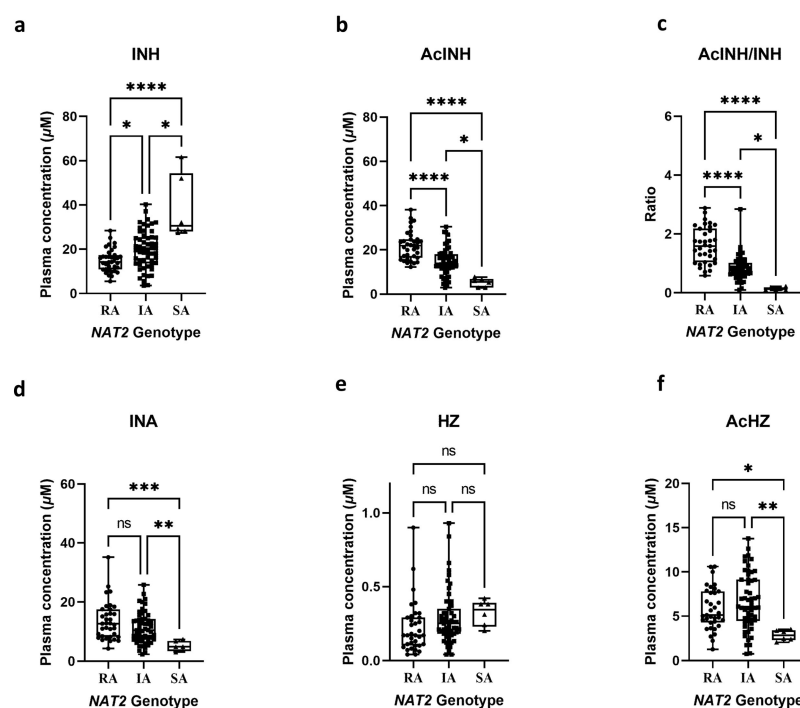 a
INH
Plasma concentration (µM)
80
60
40
20
0
****
*
*
RA IA SA
NAT2 Genotype
b
AcINH
Plasma concentration (µM)
80
60
40
20
0
****
*
****
RA IA SA
NAT2 Genotype
c
AcINH/INH
Ratio
6
4
2
0
****
*
****
RA IA SA
NAT2 Genotype
d
INA
Plasma concentration (µM)
60
40
20
0
***
ns
**
RA IA SA
NAT2 Genotype
e
HZ
Plasma concentration (µM)
1.0
0.5
0.0
ns
ns
ns
RA IA SA
NAT2 Genotype
f
AcHZ
Plasma concentration (µM)
20
15
10
5
0
*
ns
**
RA IA SA
NAT2 Genotype